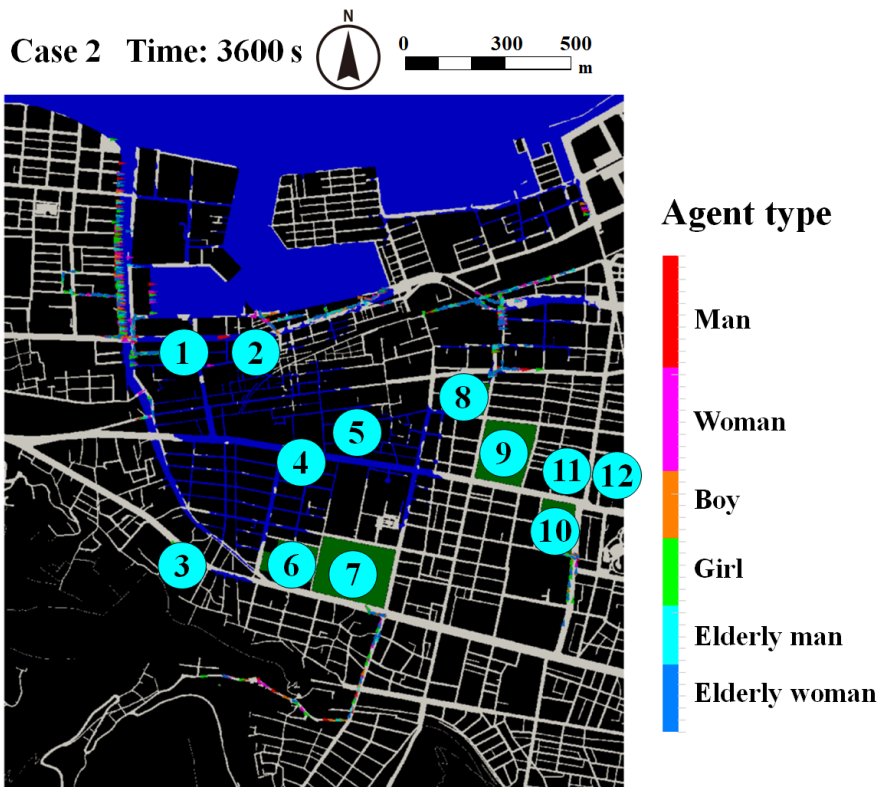 N
Case 2 Time: 3600 s
0 300 500
m
Agent type
Man
Woman
Boy
Girl
Elderly man
Elderly woman
1
2
3
4
5
6
7
8
9
10
11
12